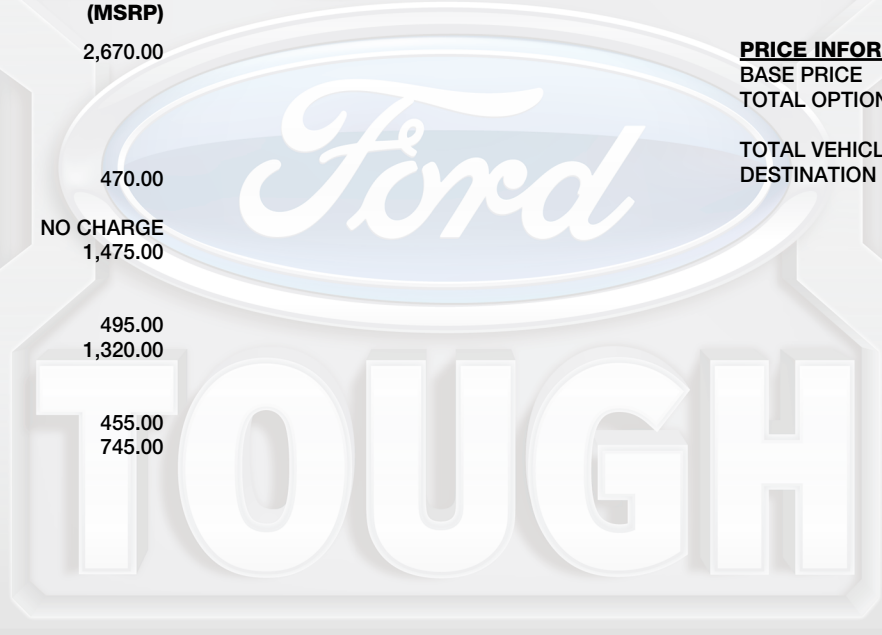 (MSRP)
2,670.00
470.00
NO CHARGE
1,475.00
495.00
1,320.00
455.00
745.00
PRICE INFOR
BASE PRICE
TOTAL OPTION
TOTAL VEHICL
DESTINATION
Ford
TOUGH